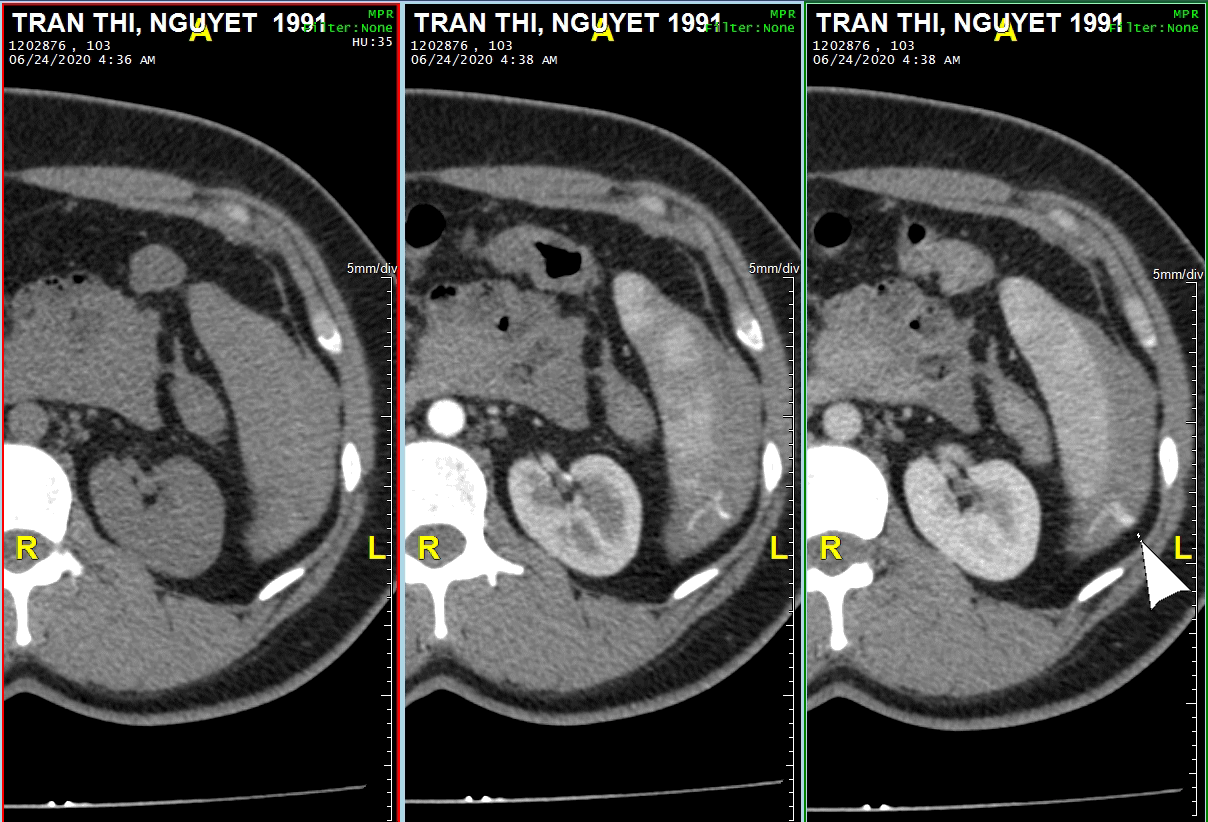 TRAN THI, NGUYET 1991
MPR
Filter:None
A
HU:35
1202876 , 103
06/24/2020 4:36 AM
5mm/div
R
L
TRAN THI, NGUYET 1991
MPR
Filter:None
A
1202876 , 103
06/24/2020 4:38 AM
5mm/div
R
L
TRAN THI, NGUYET 1991
MPR
Filter:None
A
1202876 , 103
06/24/2020 4:38 AM
5mm/div
R
L